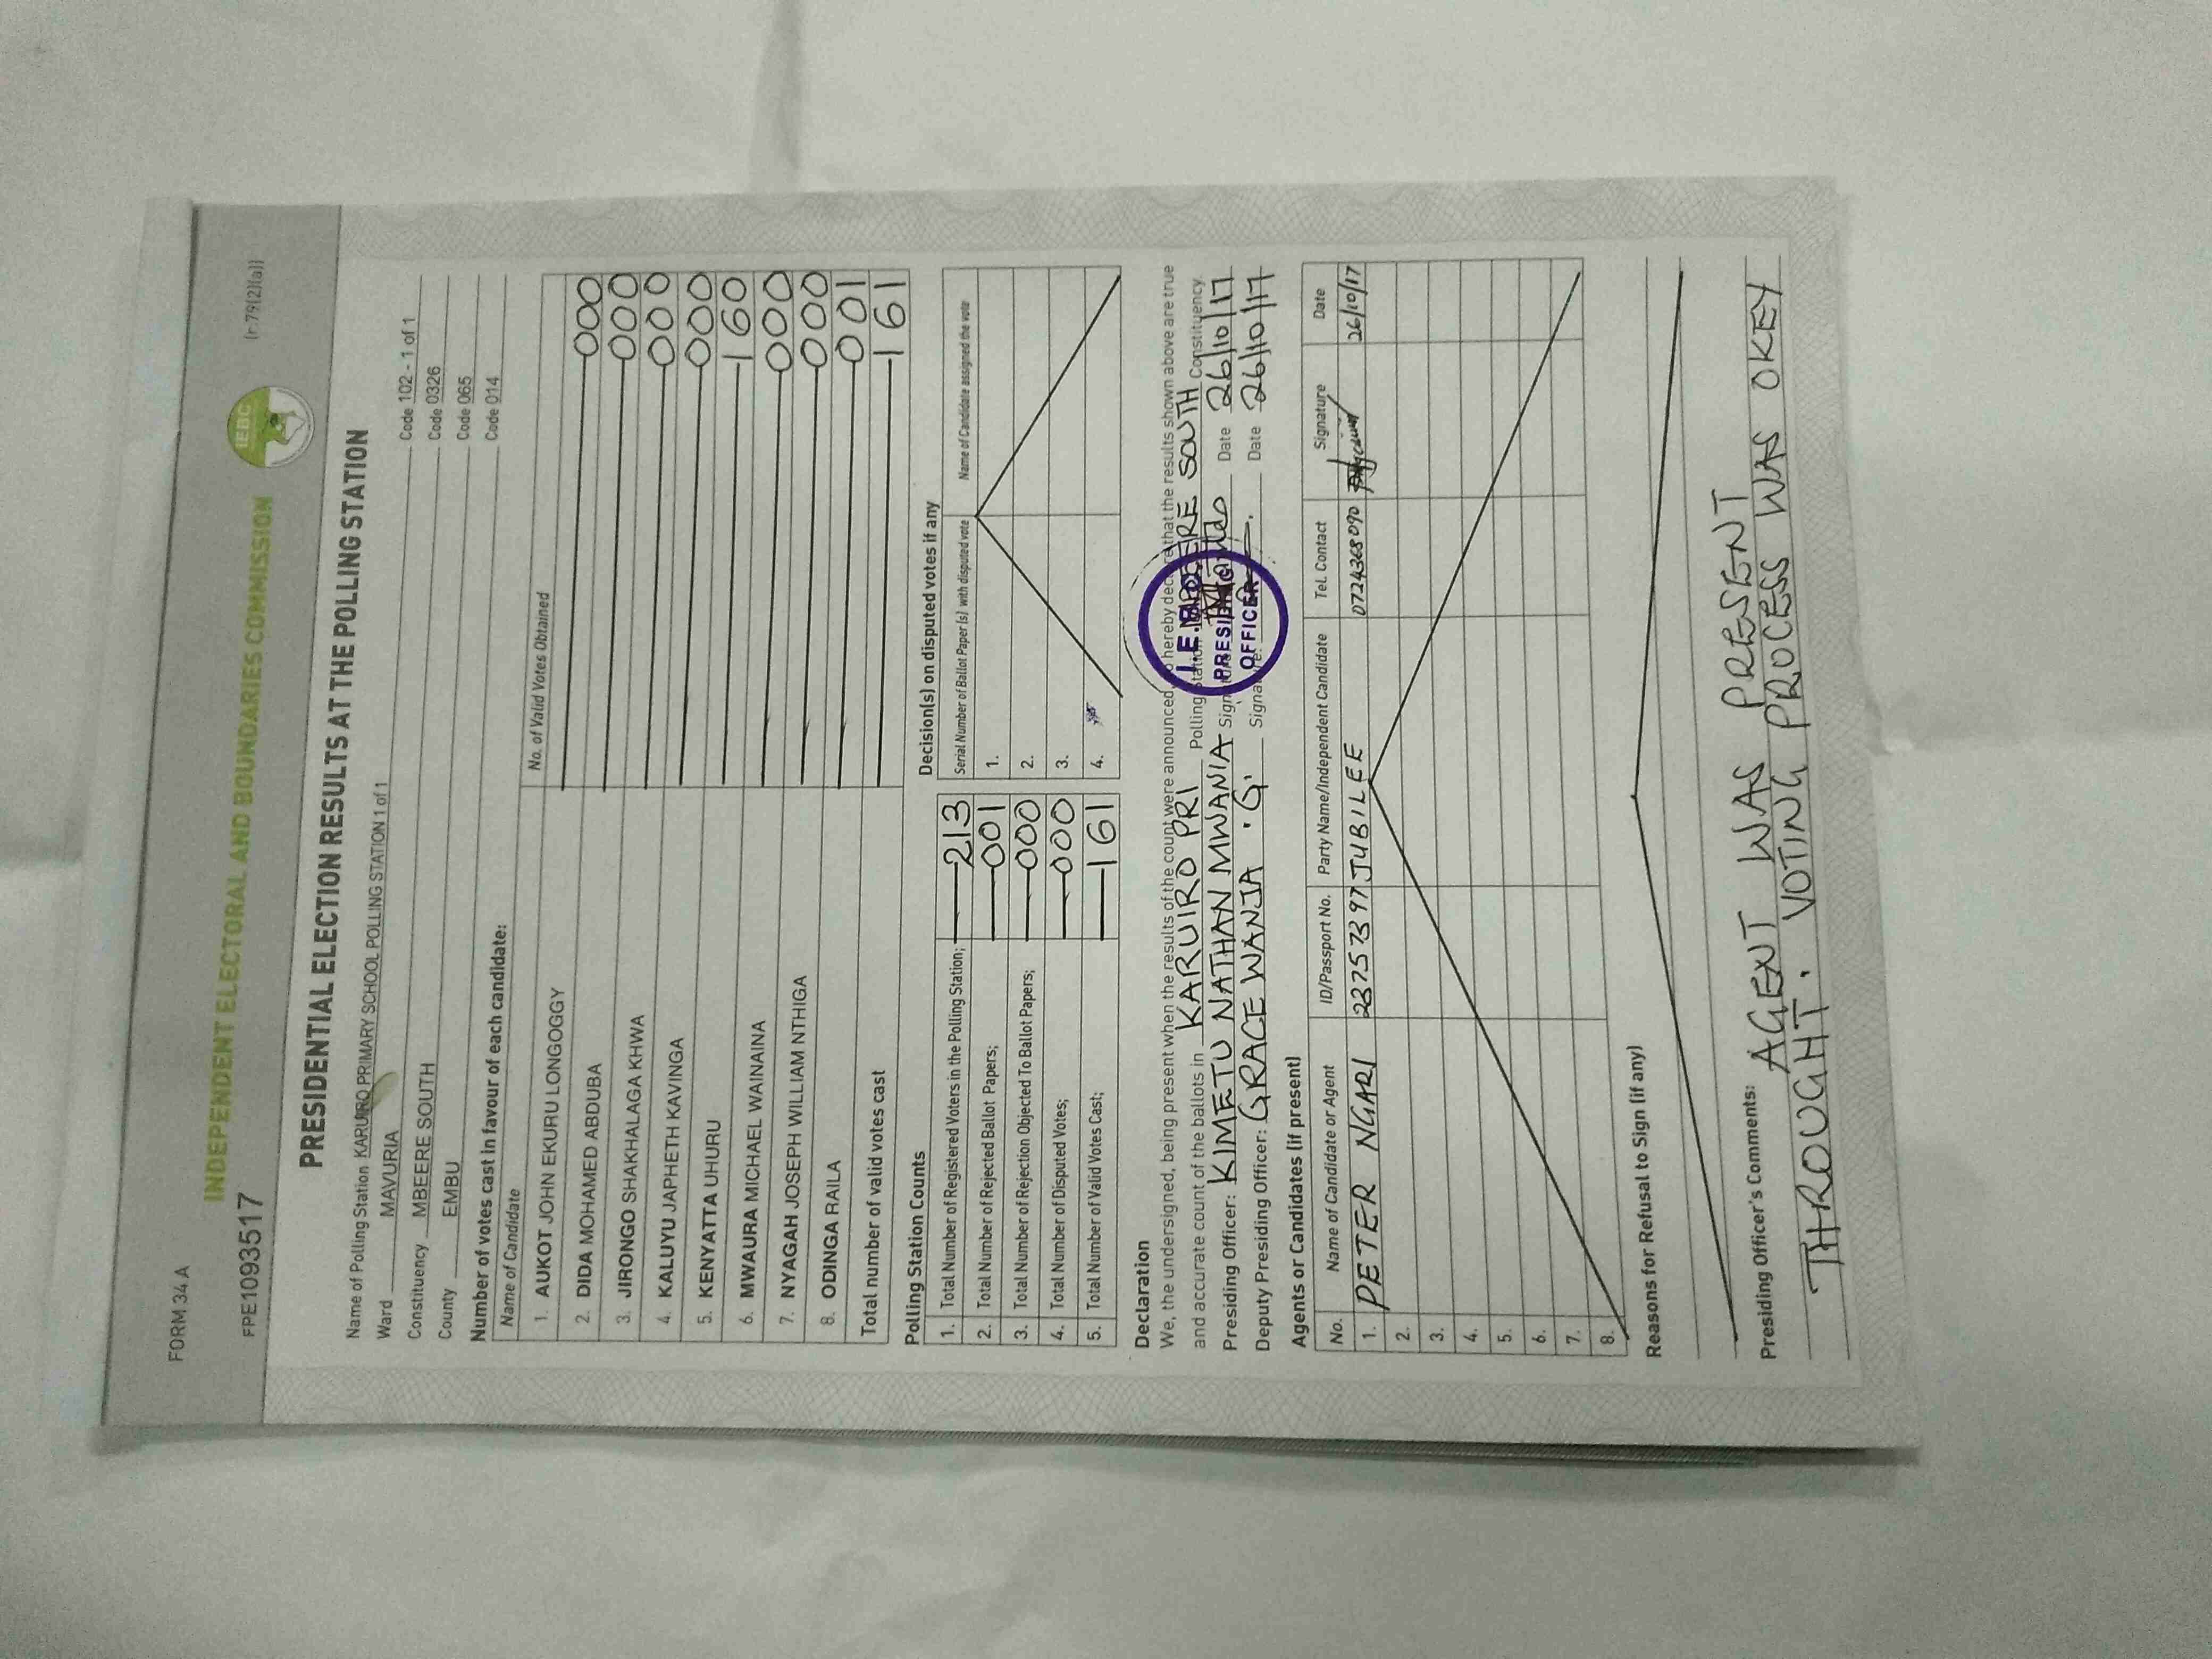 FORM 34 A
INDEPENDENT ELECTORAL AND BOUNDARIES COMMISSION
IEBC
FPE1093517 (r.79(2)(a))
PRESIDENTIAL ELECTION RESULTS AT THE POLLING STATION
Name of Polling Station KARUIRO PRIMARY SCHOOL POLLING STATION 1 of 1 Code 102 - 1 of 1
Ward MAVURIA Code 0326
Constituency MBEERE SOUTH Code 065
County EMBU Code 014
Number of votes cast in favour of each candidate:
Name of Candidate No. of Valid Votes Obtained
1. AUKOT JOHN EKURU LONGOGGY 000
2. DIDA MOHAMED ABDUBA 000
3. JIRONGO SHAKHALAGA KHWA 000
4. KALUYU JAPHETH KAVINGA 000
5. KENYATTA UHURU 160
6. MWAURA MICHAEL WAINAINA 000
7. NYAGAH JOSEPH WILLIAM NTHIGA 000
8. ODINGA RAILA 001
Total number of valid votes cast 161
Polling Station Counts
1. Total Number of Registered Voters in the Polling Station; 213
2. Total Number of Rejected Ballot Papers; 001
3. Total Number of Rejection Objected To Ballot Papers; 000
4. Total Number of Disputed Votes; 000
5. Total Number of Valid Votes Cast; 161
Decision(s) on disputed votes if any
Serial Number of Ballot Paper (s) with disputed vote Name of Candidate assigned the vote
1.
2.
3.
4.
Declaration
We, the undersigned, being present when the results of the count were announced, do hereby declare that the results shown above are true
and accurate count of the ballots in KARUIRO PRI Polling Station MBEERE SOUTH Constituency.
Presiding Officer: KIMETU NATHAN MWANIA Signature Date 26/10/17
Deputy Presiding Officer: GRACE WANJA .G. Signature: Date 26/10/17
I.E.B.C
PRESIDING
OFFICER
Agents or Candidates (if present)
No. Name of Candidate or Agent ID/Passport No. Party Name/Independent Candidate Tel. Contact Signature Date
1. PETER NGARI 23757397 JUBILEE 0724368090 26/10/17
2.
3.
4.
5.
6.
7.
8.
Reasons for Refusal to Sign (if any)
Presiding Officer's Comments: AGENT WAS PRESENT
THROUGHT. VOTING PROCESS WAS OKEY